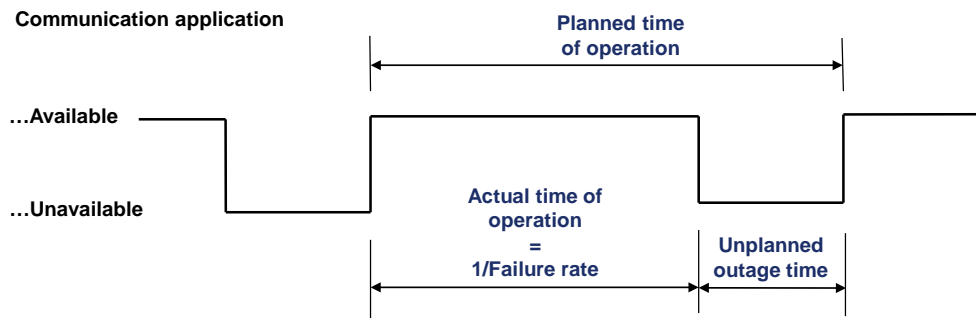 Communication application
Planned time
of operation
...Available
...Unavailable
Actual time of
operation
=
1/Failure rate
Unplanned
outage time